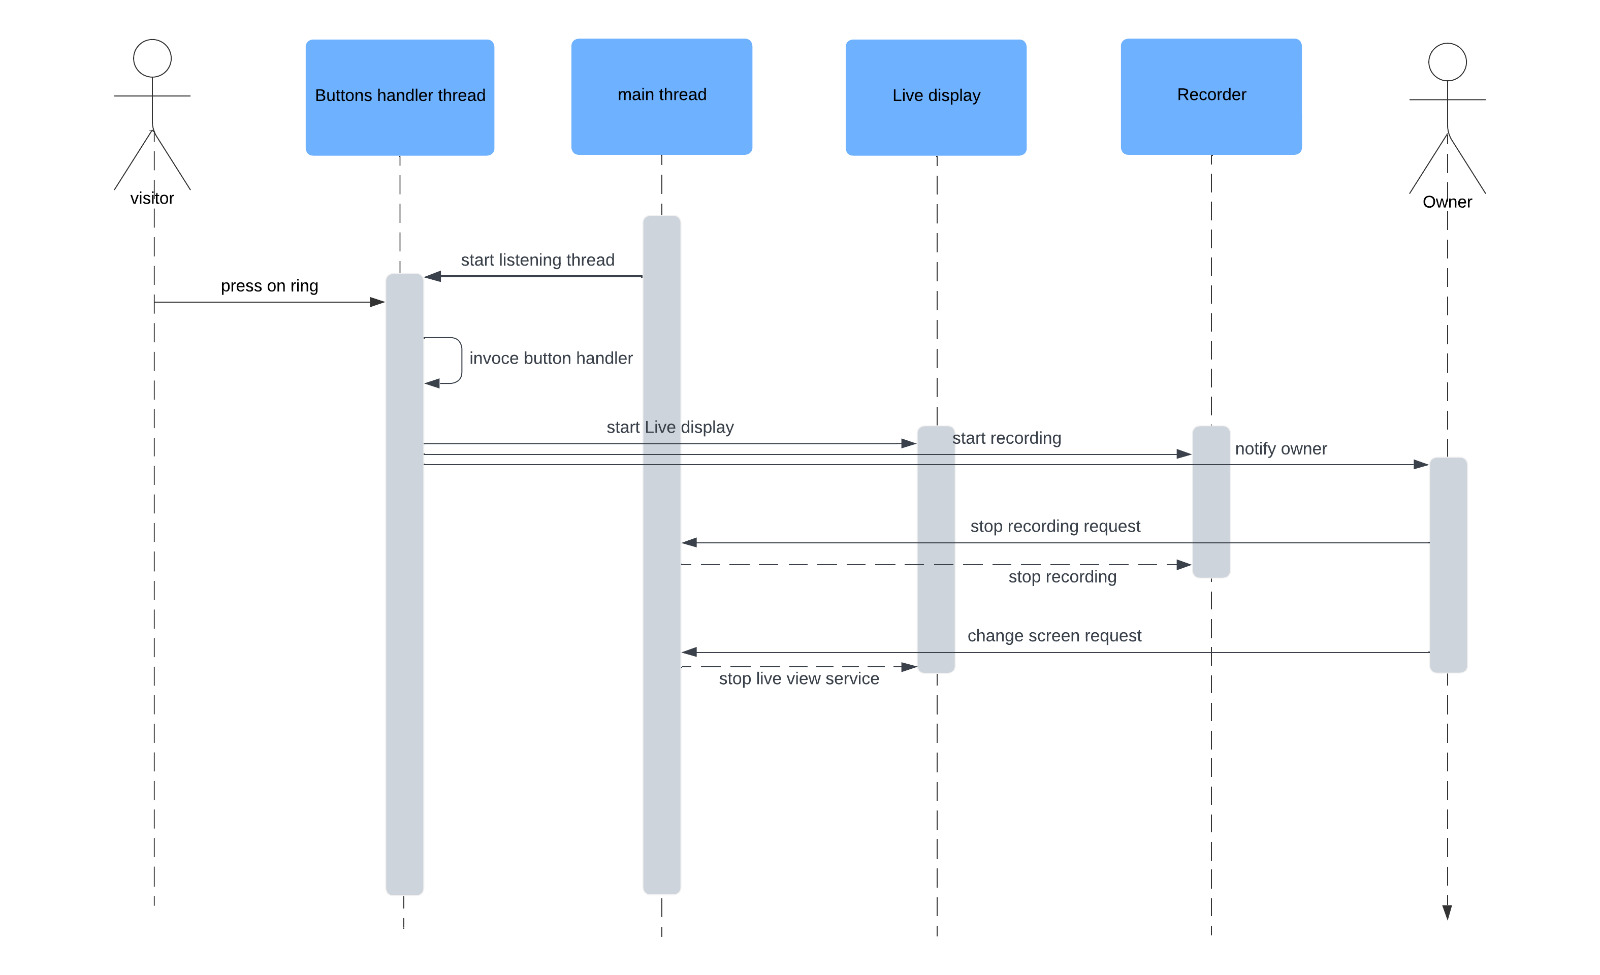 visitor
Buttons handler thread
main thread
Live display
Recorder
Owner
start listening thread
press on ring
invoce button handler
start Live display
start recording
notify owner
stop recording request
stop recording
change screen request
stop live view service